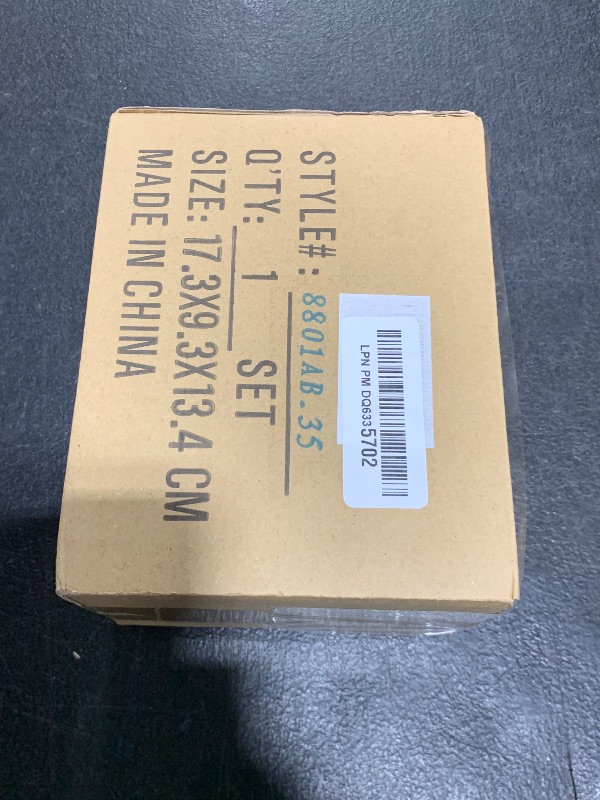 STYLE#: 8801AB.35
Q'TY: 1 SET
SIZE: 17.3X9.3X13.4 CM
MADE IN CHINA
LPN PM DQ6335702